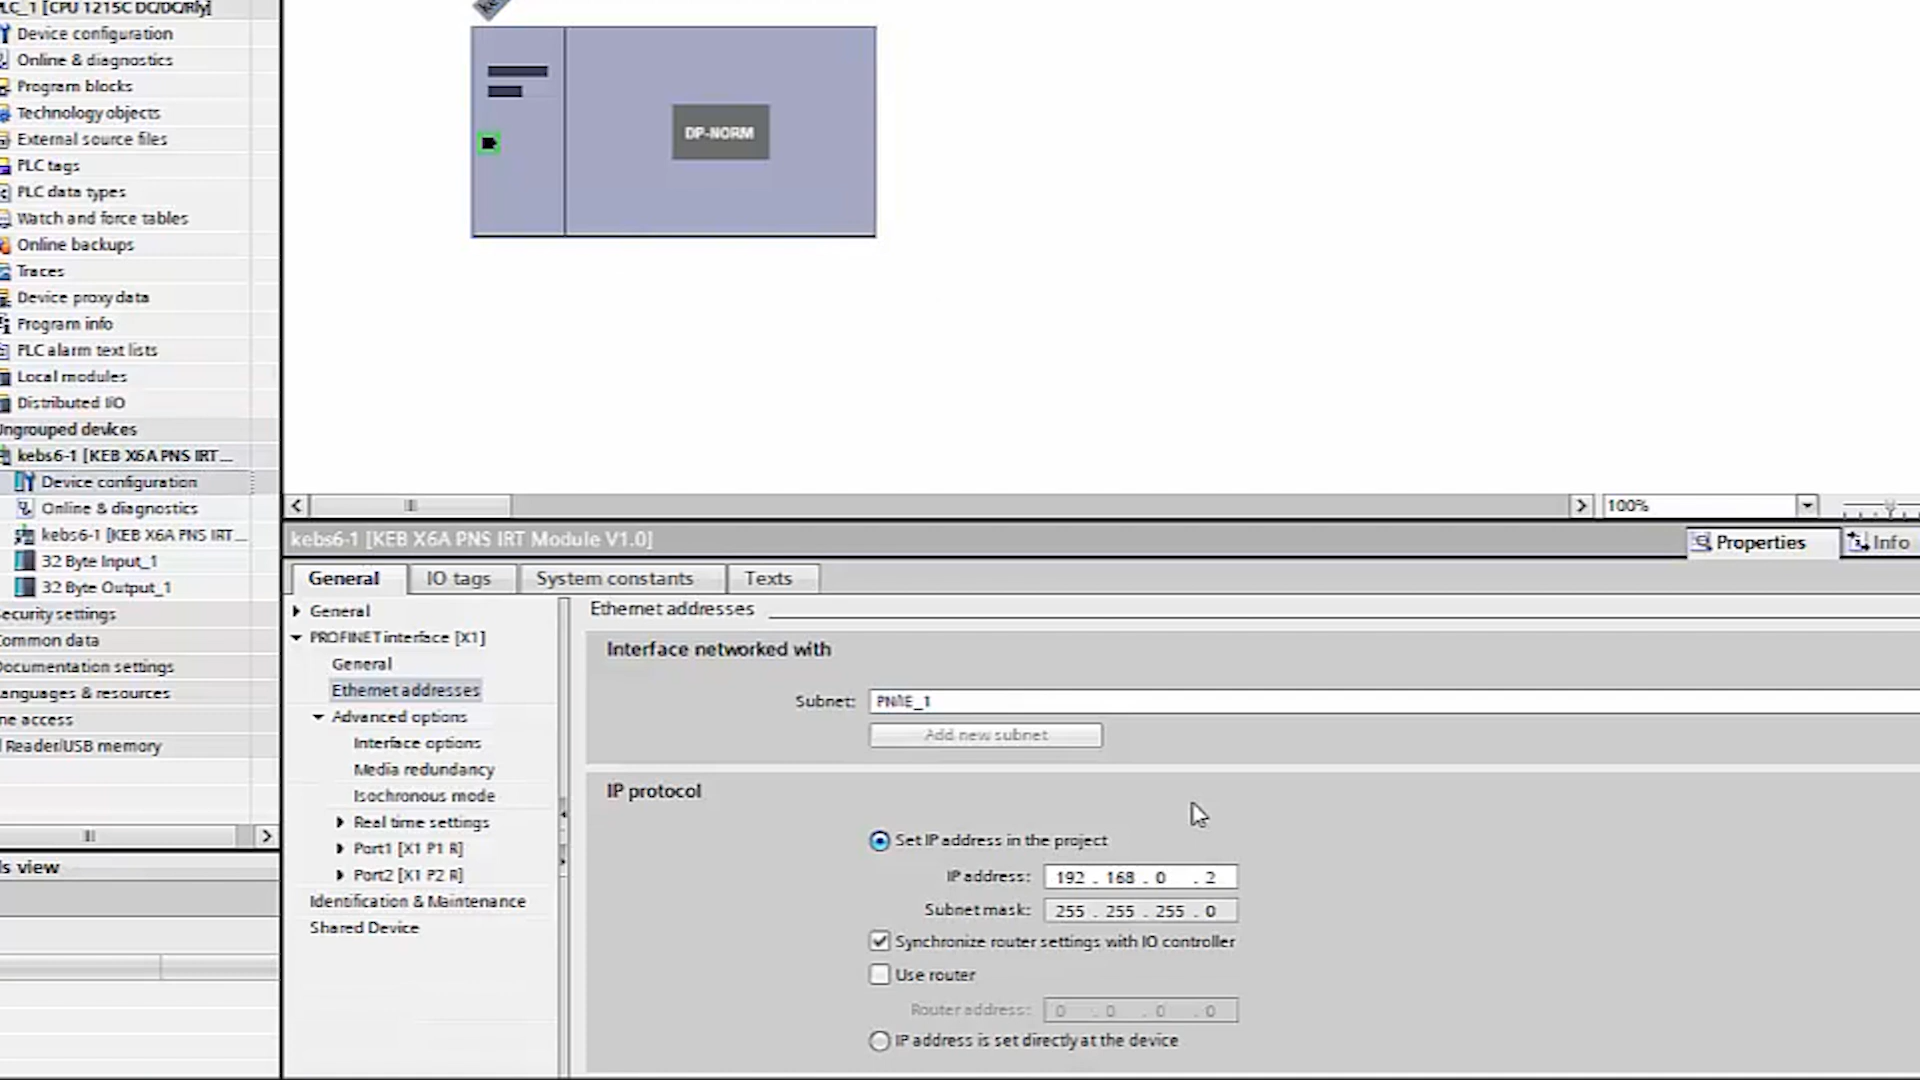 LC_1 [CPU 1215C DC/DC/Rly]
Device configuration
Online & diagnostics
Program blocks
Technology objects
External source files
PLC tags
PLC data types
Watch and force tables
Online backups
Traces
Device proxy data
Program info
PLC alarm text lists
Local modules
Distributed I/O
Ungrouped devices
kebs6-1 [KEB X6A PNS IRT ...
Device configuration
Online & diagnostics
kebs6-1 [KEB X6A PNS IRT ...
32 Byte Input_1
32 Byte Output_1
ecurity settings
ommon data
Documentation settings
anguages & resources
ne access
Reader/USB memory
ls view
DP-NORM
100%
kebs6-1 [KEB X6A PNS IRT Module V1.0]
Properties
Info
General
IO tags
System constants
Texts
General
PROFINET interface [X1]
General
Ethernet addresses
Advanced options
Interface options
Media redundancy
Isochronous mode
Real time settings
Port1 [X1 P1 R]
Port2 [X1 P2 R]
Identification & Maintenance
Shared Device
Ethernet addresses
Interface networked with
Subnet: PN/IE_1
Add new subnet
IP protocol
Set IP address in the project
IP address: 192 . 168 . 0 . 2
Subnet mask: 255 . 255 . 255 . 0
Synchronize router settings with IO controller
Use router
Router address: 0 . 0 . 0 . 0
IP address is set directly at the device